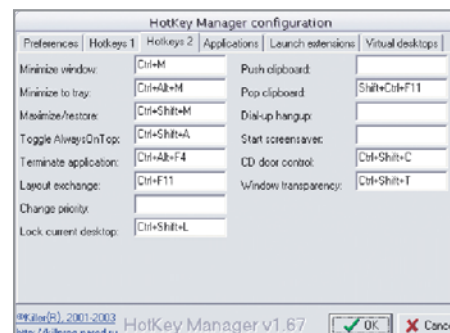 HotKey Manager configuration
Preferences Hotkeys 1 Hotkeys 2 Applications Launch extensions Virtual desktops
Minimize window: Ctrl+M Push clipboard:
Minimize to tray: Ctrl+Alt+M Pop clipboard: Shift+Ctrl+F11
Maximize/restore: Ctrl+Shift+M Dial-up hangup:
Toggle AlwaysOnTop: Ctrl+Shift+A Start screensaver:
Terminate application: Ctrl+Alt+F4 CD door control: Ctrl+Shift+C
Layout exchange: Ctrl+F11 Window transparency: Ctrl+Shift+T
Change priority:
Lock current desktop: Ctrl+Shift+L
©Killer(R), 2001-2003 HotKey Manager v1.67 OK Canc